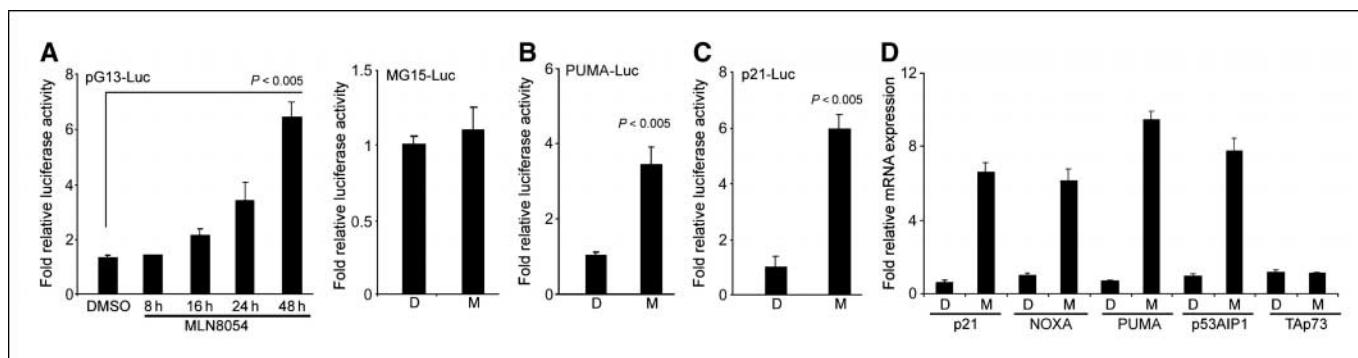 A
pG13-Luc
P < 0.005
Fold relative luciferase activity
8
6
4
2
0
DMSO
8 h
16 h
24 h
48 h
MLN8054
MG15-Luc
Fold relative luciferase activity
1.5
1
0.5
0
D
M
B
PUMA-Luc
P < 0.005
Fold relative luciferase activity
6
4
2
0
D
M
C
p21-Luc
P < 0.005
Fold relative luciferase activity
8
6
4
2
0
D
M
D
Fold relative mRNA expression
12
8
4
0
D M D M D M D M D M
p21 NOXA PUMA p53AIP1 TAp73